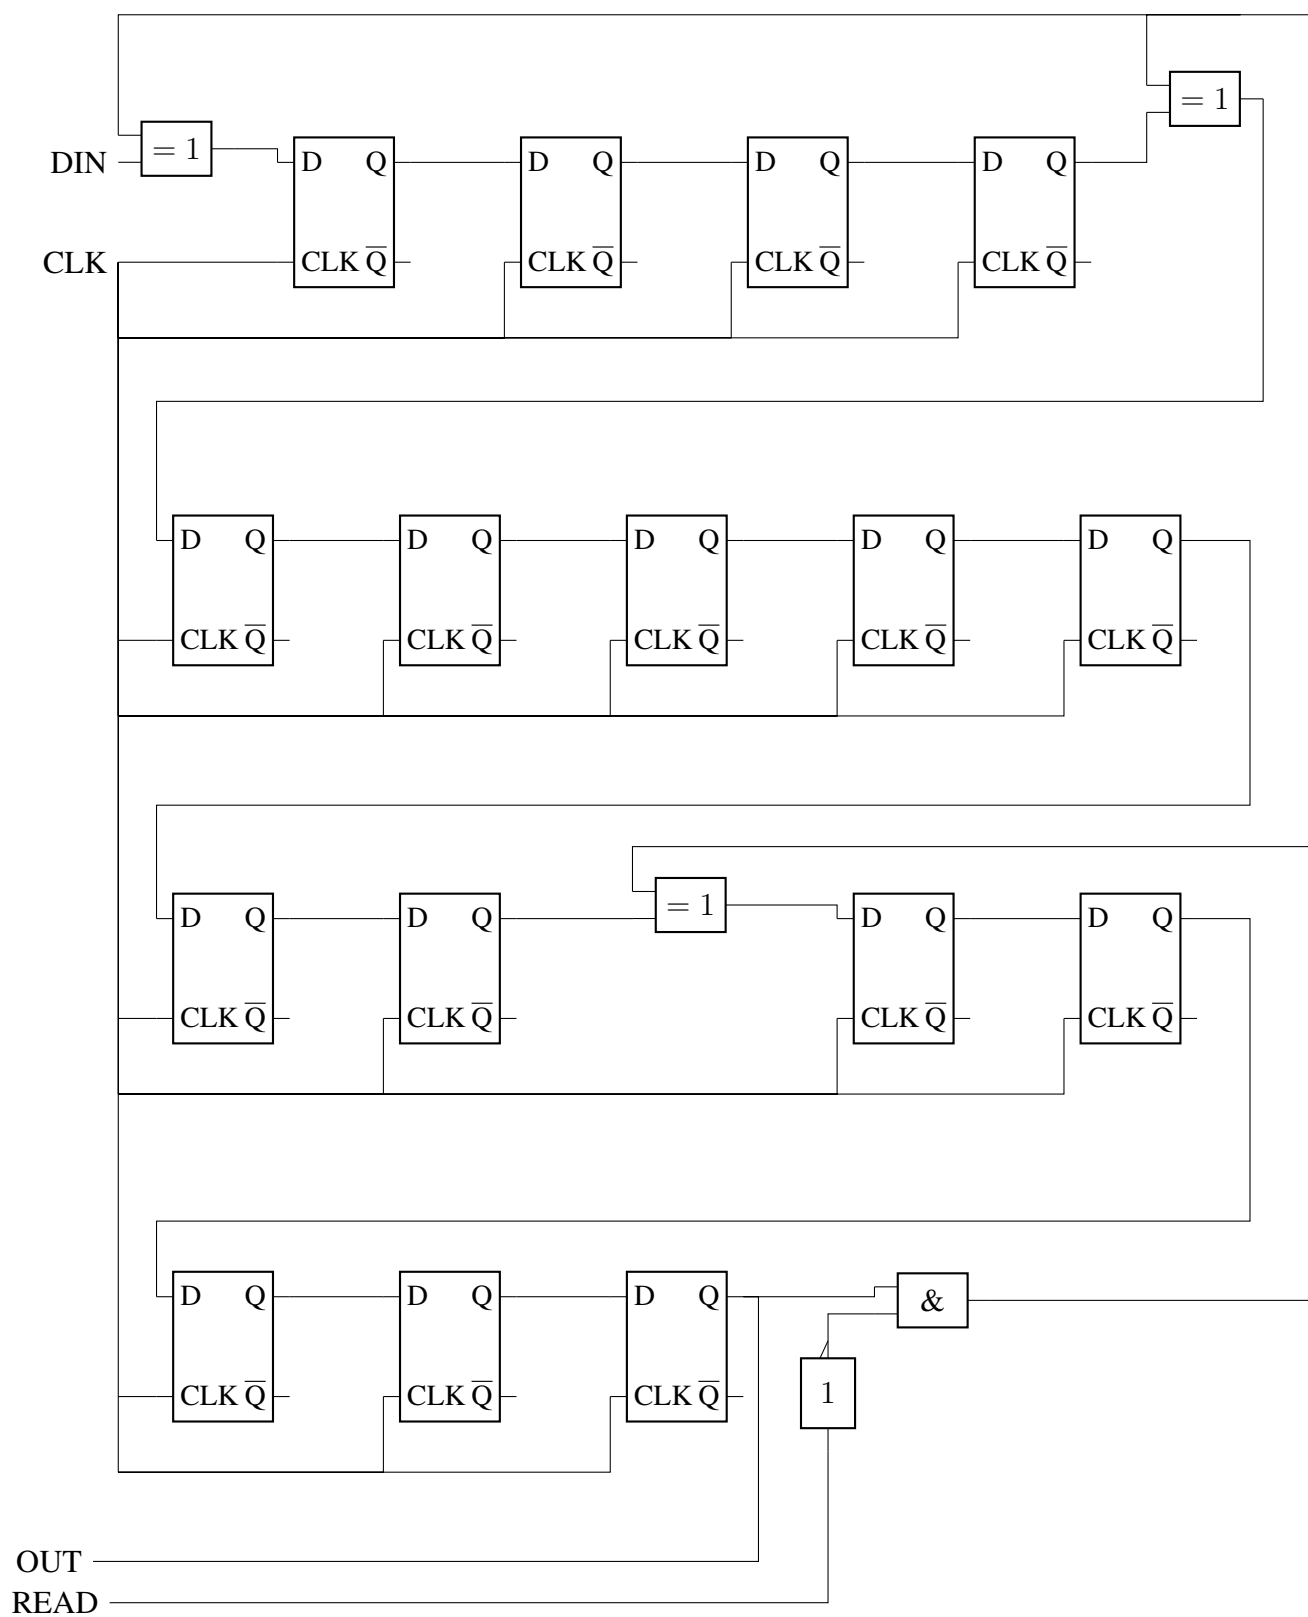 = 1
= 1
DIN
D Q D Q D Q D Q
CLK
CLK Q̅ CLK Q̅ CLK Q̅ CLK Q̅
D Q D Q D Q D Q D Q
CLK Q̅ CLK Q̅ CLK Q̅ CLK Q̅ CLK Q̅
= 1
D Q D Q D Q D Q
CLK Q̅ CLK Q̅ CLK Q̅ CLK Q̅
D Q D Q D Q
&
CLK Q̅ CLK Q̅ CLK Q̅
1
OUT
READ